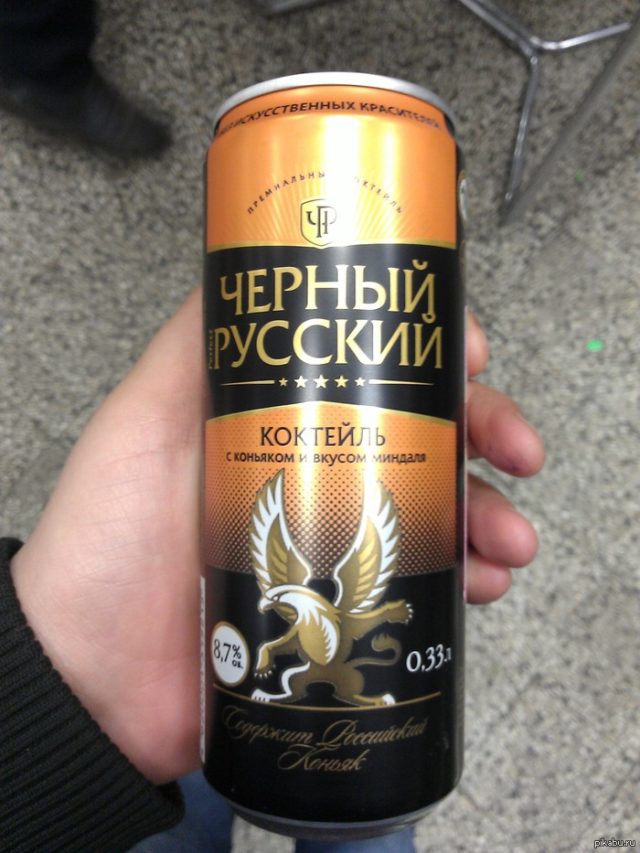 ИСКУССТВЕННЫХ КРАСИТЕЛЕЙ
ПРЕМИАЛЬНЫЙ КОКТЕЙЛЬ
ЧР
ЧЕРНЫЙ
РУССКИЙ
КОКТЕЙЛЬ
С КОНЬЯКОМ И ВКУСОМ МИНДАЛЯ
8,7%
об.
0,33л
Содержит Российский
Коньяк
pikabu.ru